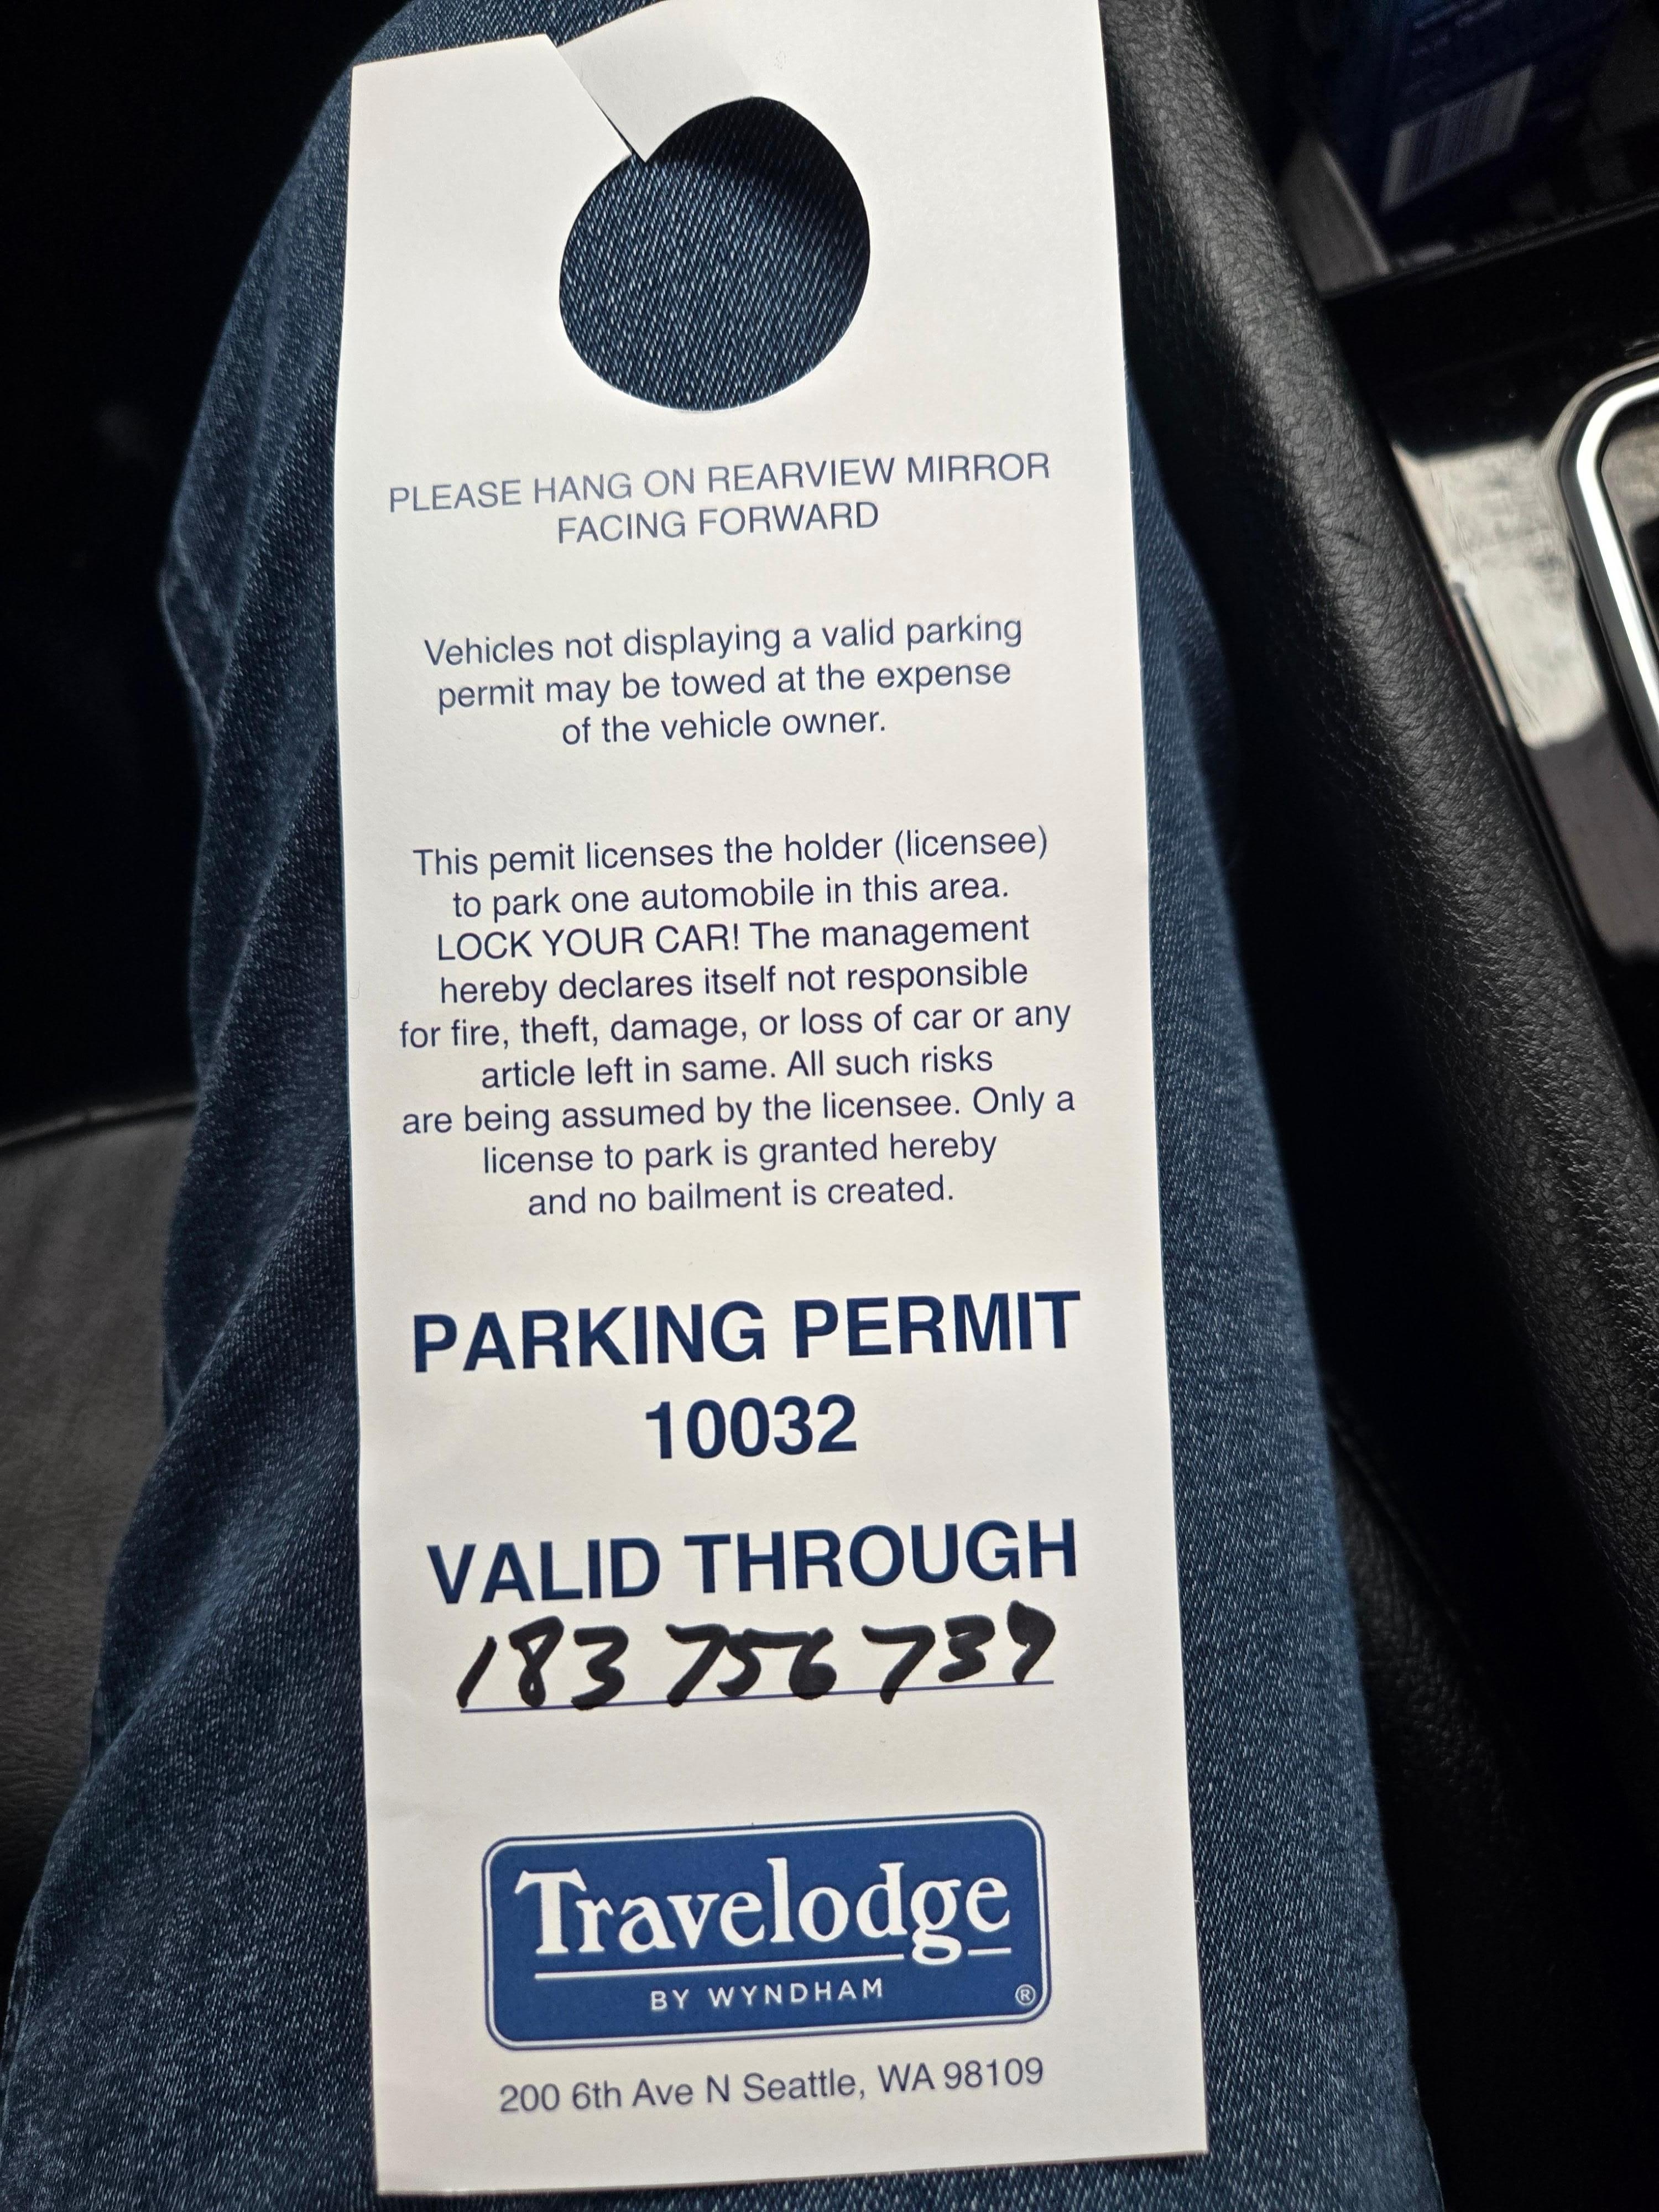 PLEASE HANG ON REARVIEW MIRROR
FACING FORWARD
Vehicles not displaying a valid parking
permit may be towed at the expense
of the vehicle owner.
This pemit licenses the holder (licensee)
to park one automobile in this area.
LOCK YOUR CAR! The management
hereby declares itself not responsible
for fire, theft, damage, or loss of car or any
article left in same. All such risks
are being assumed by the licensee. Only a
license to park is granted hereby
and no bailment is created.
PARKING PERMIT
10032
VALID THROUGH
183 756 739
Travelodge
BY WYNDHAM
®
200 6th Ave N Seattle, WA 98109